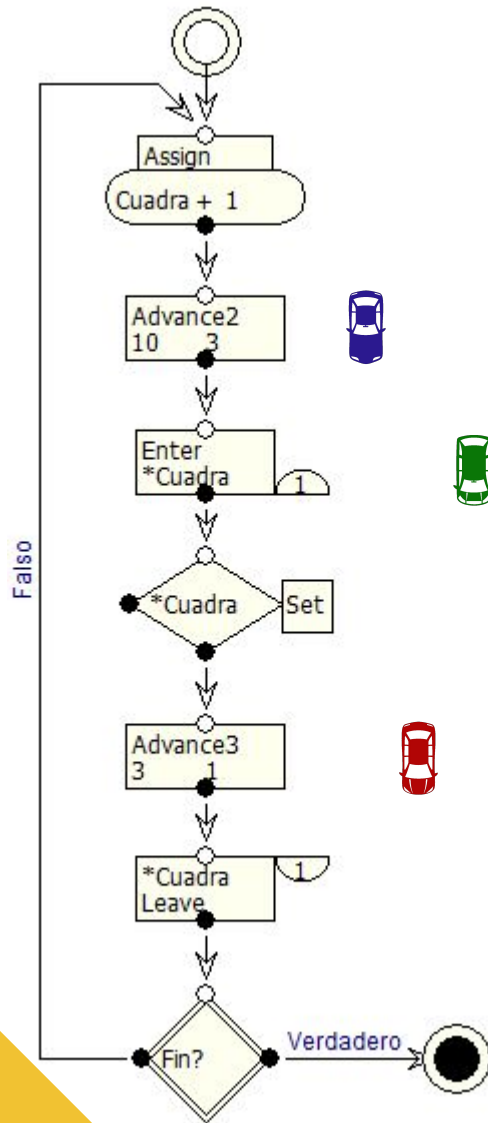 Assign
Cuadra + 1
Advance2
10 3
Enter
*Cuadra
1
*Cuadra
Set
Falso
Advance3
3 1
*Cuadra
Leave
1
Fin?
Verdadero